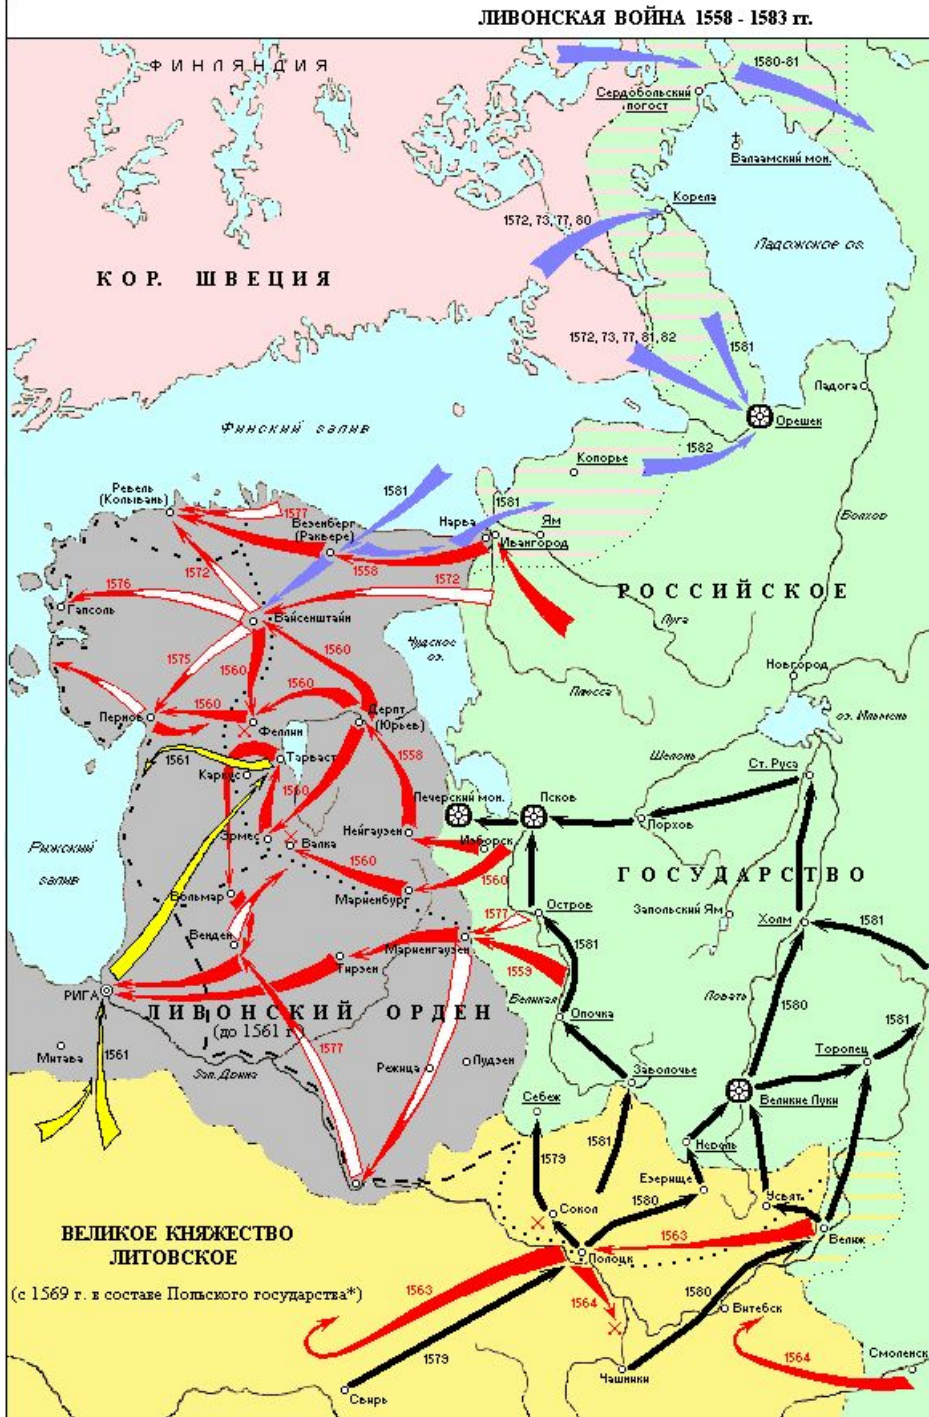 ЛИВОНСКАЯ ВОЙНА 1558 - 1583 гг.
ФИНЛЯНДИЯ
1580-81
Сердобольский
погост
Валаамский мон.
Корела
1572, 73, 77, 80
Ладожское оз.
КОР. ШВЕЦИЯ
1572, 73, 77, 81, 82
1581
Ладога
Орешек
Финский залив
1582
Копорье
1581
Ревель
(Колывань)
1577
Везенберг
(Раквере)
Нарва
1581
Ям
Ивангород
Волхов
1558
1572
1576
1572
РОССИЙСКОЕ
Гапсоль
Вайсенштайн
Луга
Чудское
оз.
1575
1560
1560
Новгород
Плюсса
1560
1560
Пернов
Феллин
Дерпт
(Юрьев)
оз. Ильмень
Шелонь
1561
Тарваст
1558
Каркус
Ст. Руса
1560
Печерский мон.
Псков
Порхов
Эрмес
Валка
Нейгаузен
Изборск
Рижский
залив
1560
1560
ГОСУДАРСТВО
Вольмар
Мариенбург
Остров
Запольский Ям
Холм
1577
1581
Венден
Мариенгаузен
1581
Тирзен
1559
РИГА
Великая
Ловать
1580
ЛИВОНСКИЙ ОРДЕН
(до 1561 г.)
Опочка
1581
Митава
1561
1577
Торопец
Зап. Двина
Режица
Лудзен
Заволочье
Великие Луки
Себеж
Невель
1579
1581
Езерище
1580
Усвят.
Сокол
ВЕЛИКОЕ КНЯЖЕСТВО
ЛИТОВСКОЕ
1563
Велиж
Полоцк
(с 1569 г. в составе Польского государства*)
1563
1564
1580
Витебск
1579
1564
Смоленск
Чашники
Свирь